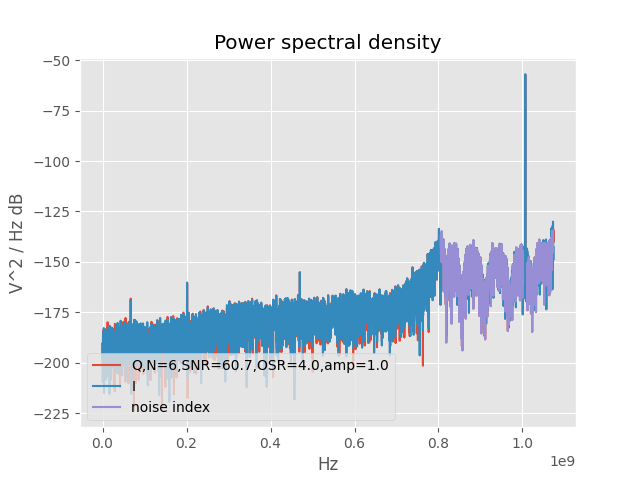 Power spectral density
V^2 / Hz dB
−50
−75
−100
−125
−150
−175
−200
−225
Q,N=6,SNR=60.7,OSR=4.0,amp=1.0
I
noise index
0.0 0.2 0.4 0.6 0.8 1.0
1e9
Hz